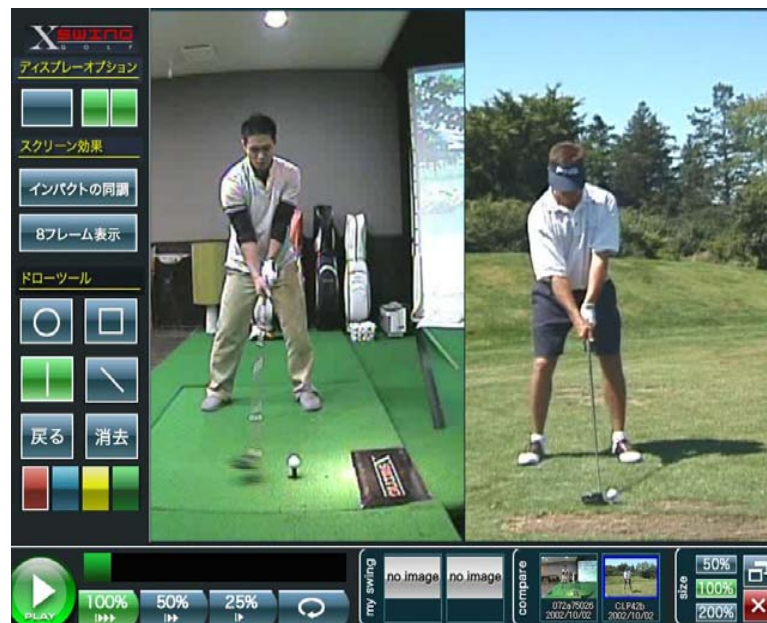 XSWING
GOLF
ディスプレーオプション
スクリーン効果
インパクトの同調
8フレーム表示
ドローツール
戻る
消去
XSWING
PLAY
100%
50%
25%
my swing
no image
no image
compare
072a75026
2002/10/02
CLP42b
2002/10/02
size
50%
100%
200%